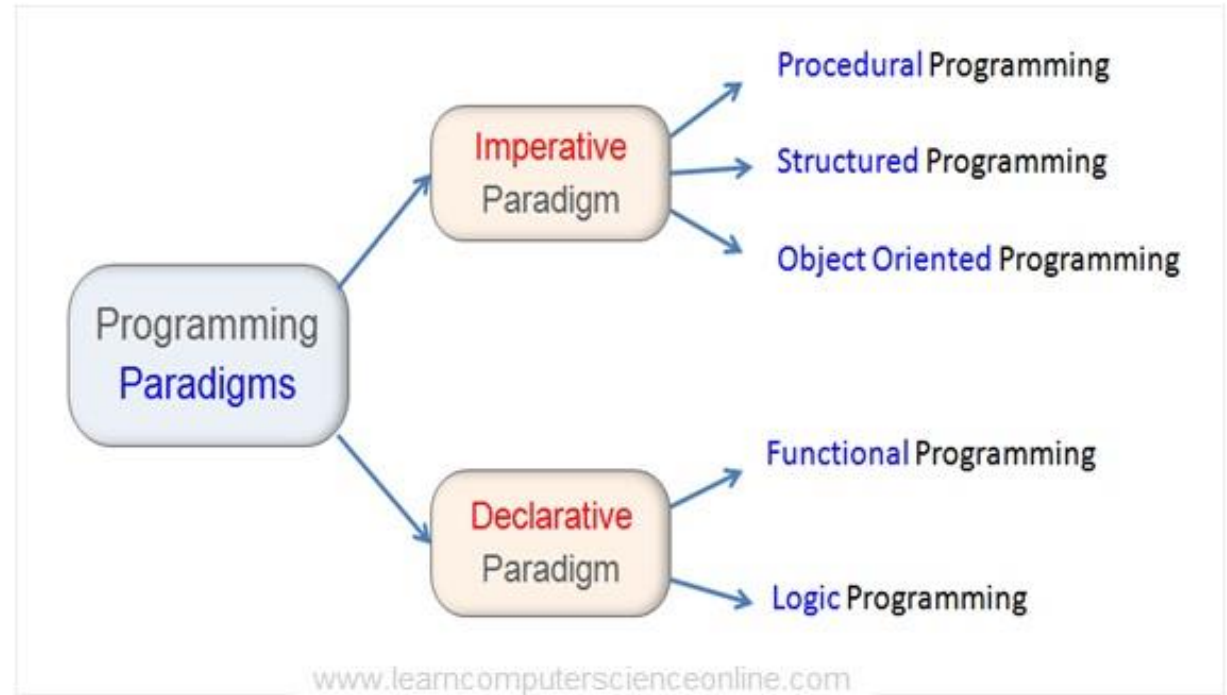 Programming
Paradigms
Imperative
Paradigm
Procedural Programming
Structured Programming
Object Oriented Programming
Declarative
Paradigm
Functional Programming
Logic Programming
www.learncomputerscienceonline.com